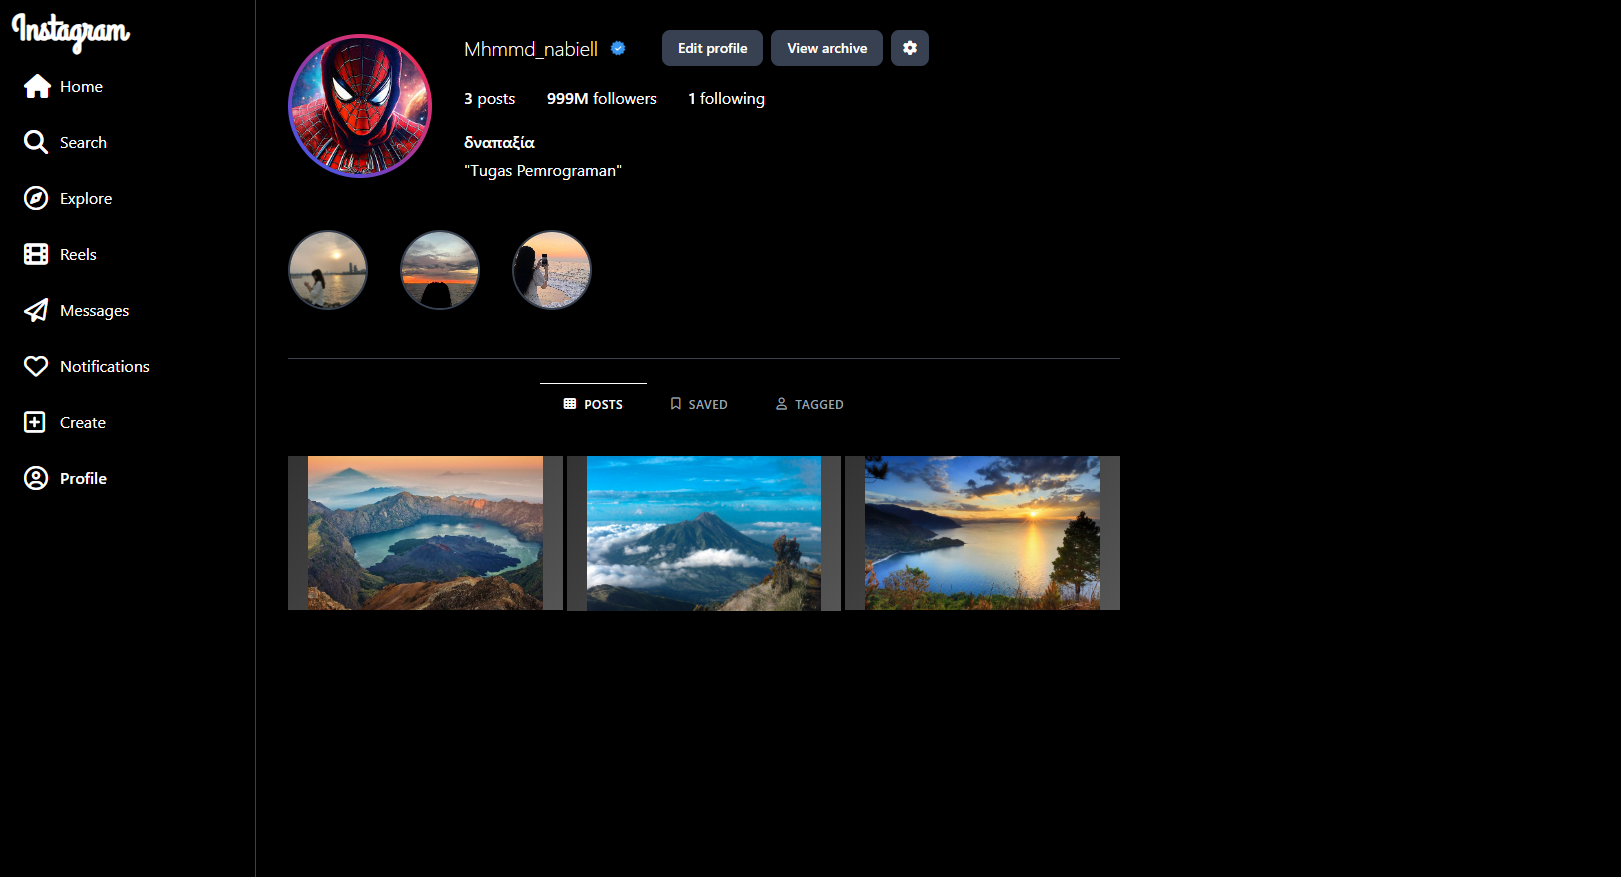 Instagram
Home
Search
Explore
Reels
Messages
Notifications
Create
Profile
Mhmmd_nabiell
Edit profile
View archive
3 posts 999M followers 1 following
δναπαξία
"Tugas Pemrograman"
POSTS SAVED TAGGED